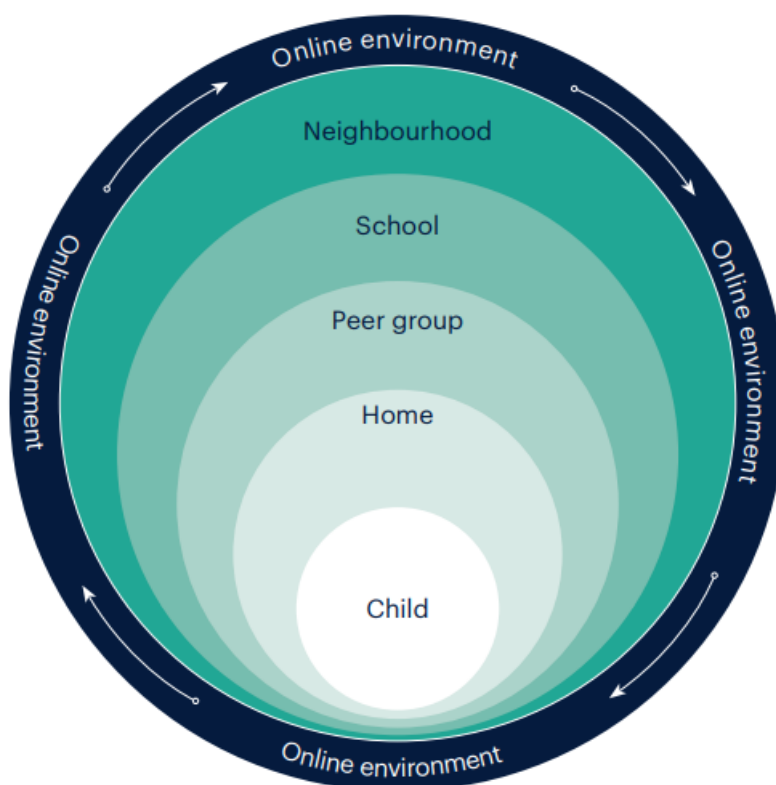 Online environment
Neighbourhood
School
Online environment
Online environment
Peer group
Home
Child
Online environment